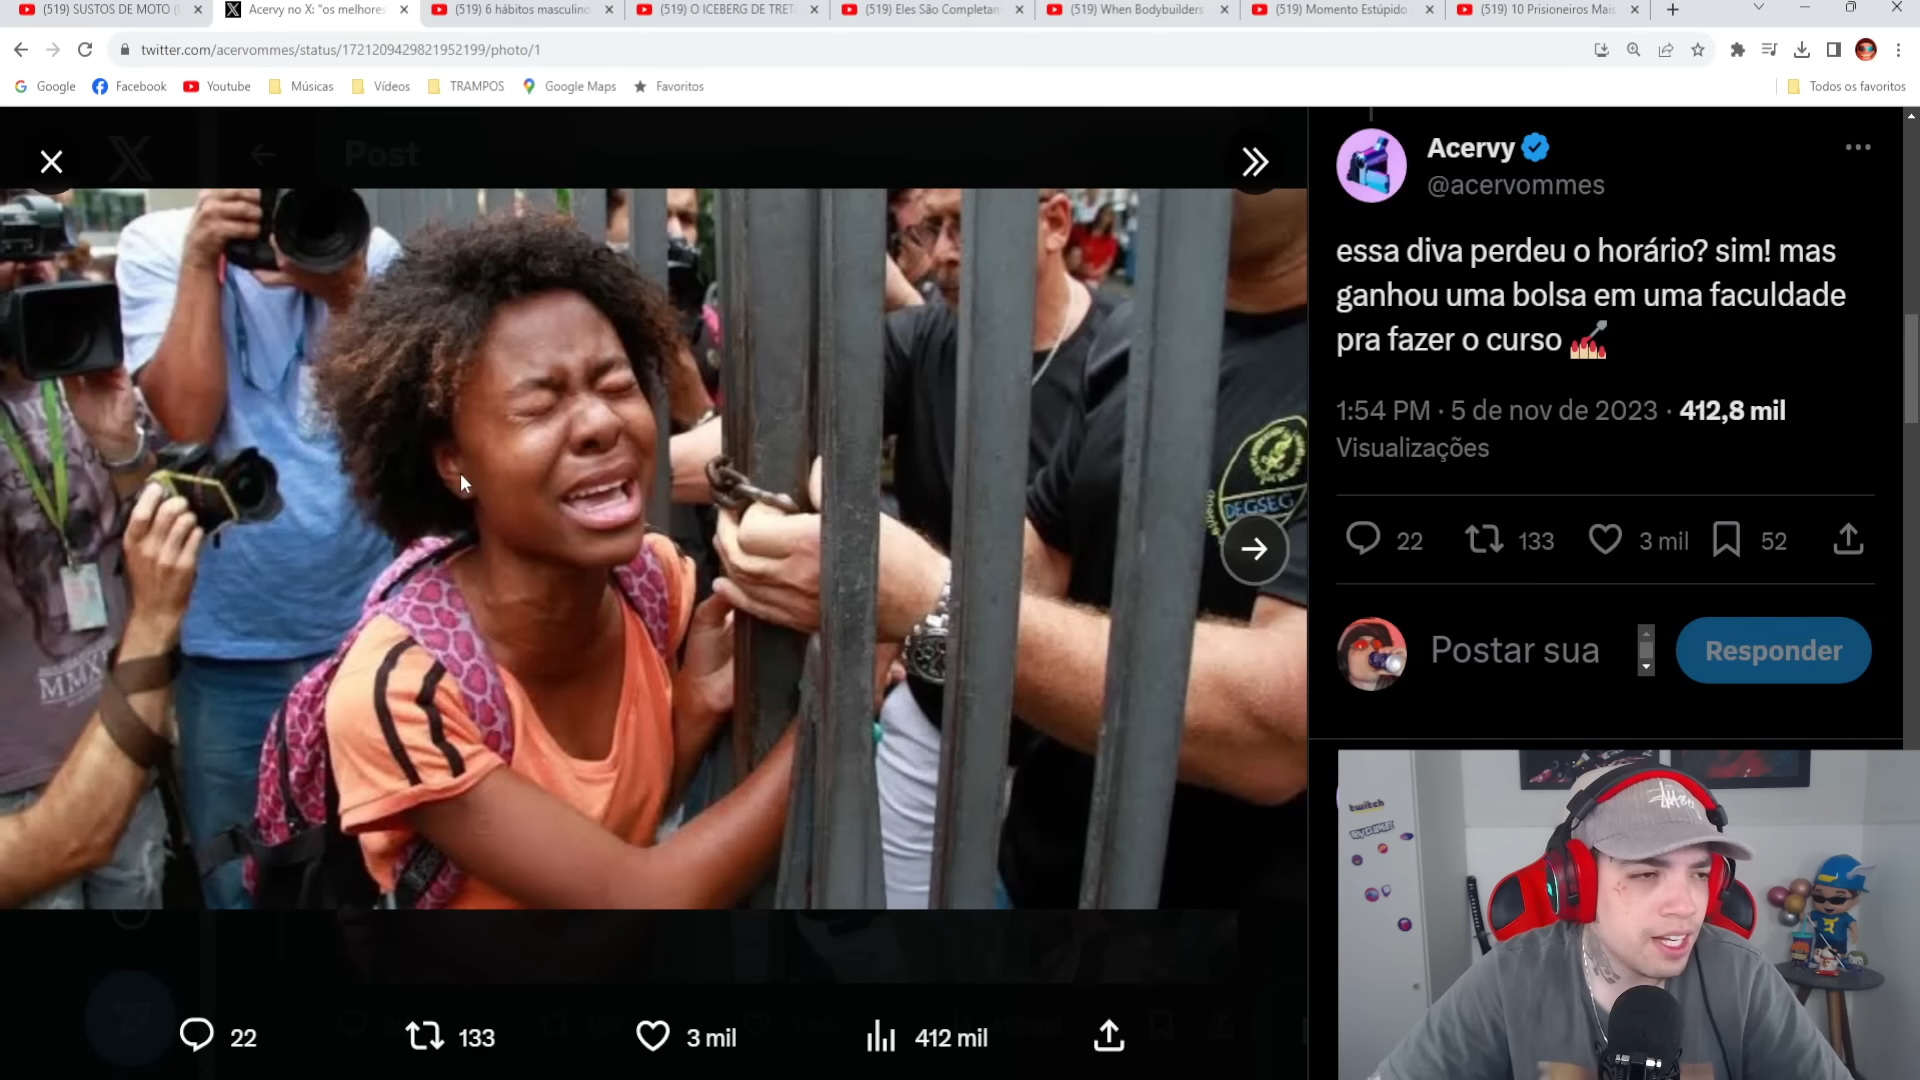 (519) SUSTOS DE MOTO (
Acervy no X: "os melhores
(519) 6 hábitos masculino
(519) O ICEBERG DE TRET
(519) Eles São Completam
(519) When Bodybuilders
(519) Momento Estúpido
(519) 10 Prisioneiros Mais
twitter.com/acervommes/status/1721209429821952199/photo/1
Google
Facebook
Youtube
Músicas
Vídeos
TRAMPOS
Google Maps
Favoritos
Todos os favoritos
Post
Acervy
@acervommes
essa diva perdeu o horário? sim! mas
ganhou uma bolsa em uma faculdade
pra fazer o curso 💅
1:54 PM · 5 de nov de 2023 · 412,8 mil
Visualizações
22 133 3 mil 52
Postar sua
Responder
DEGSEG
MMX
twitch
22 133 3 mil 412 mil